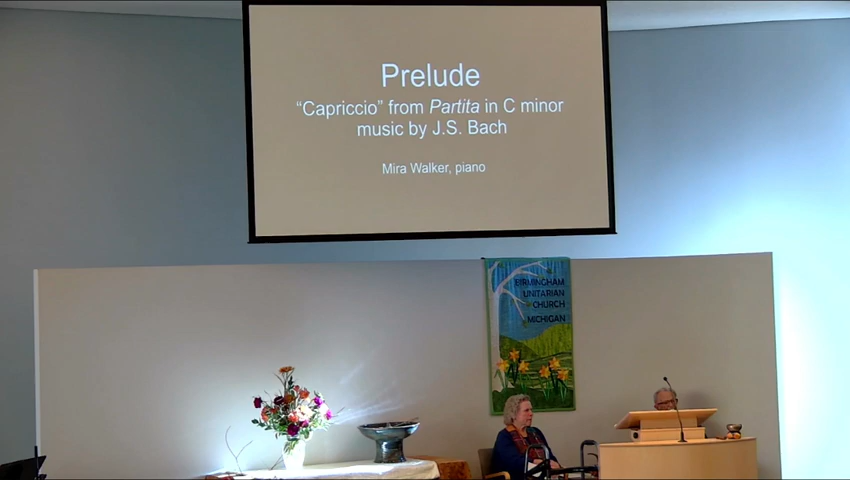 Prelude
“Capriccio” from Partita in C minor
music by J.S. Bach
Mira Walker, piano
BIRMINGHAM
UNITARIAN
CHURCH
MICHIGAN